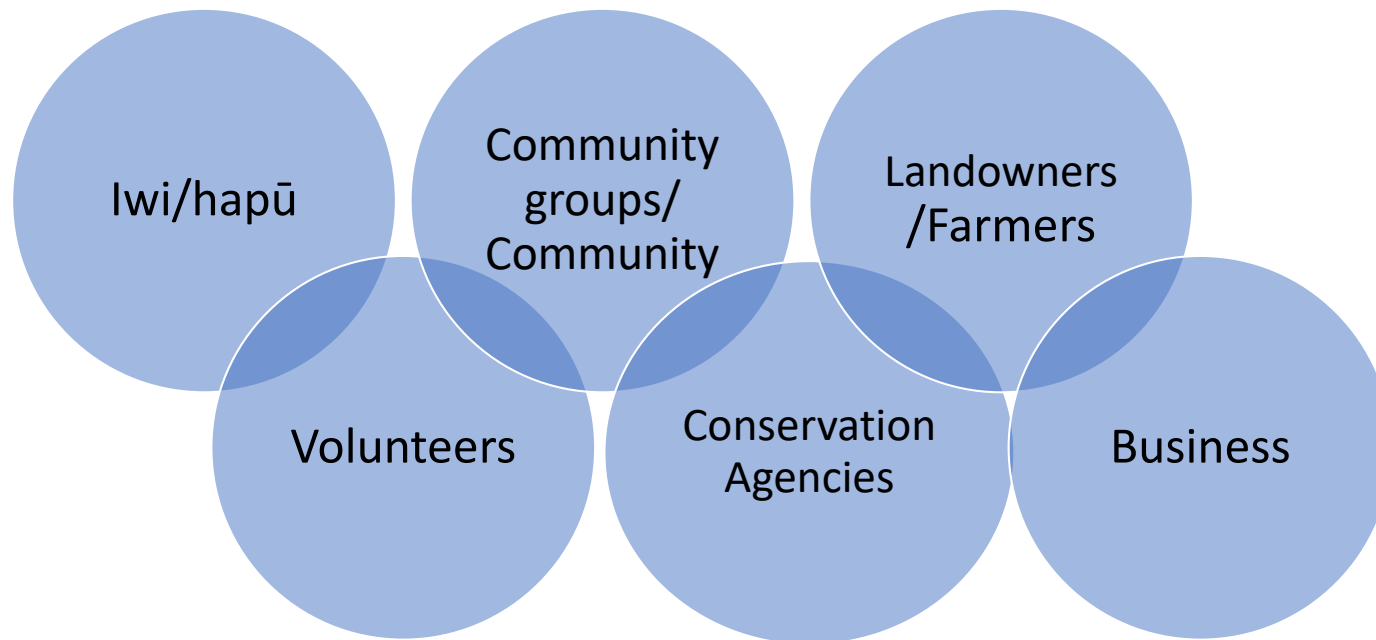 Iwi/hapū
Community
groups/
Community
Landowners
/Farmers
Volunteers
Conservation
Agencies
Business